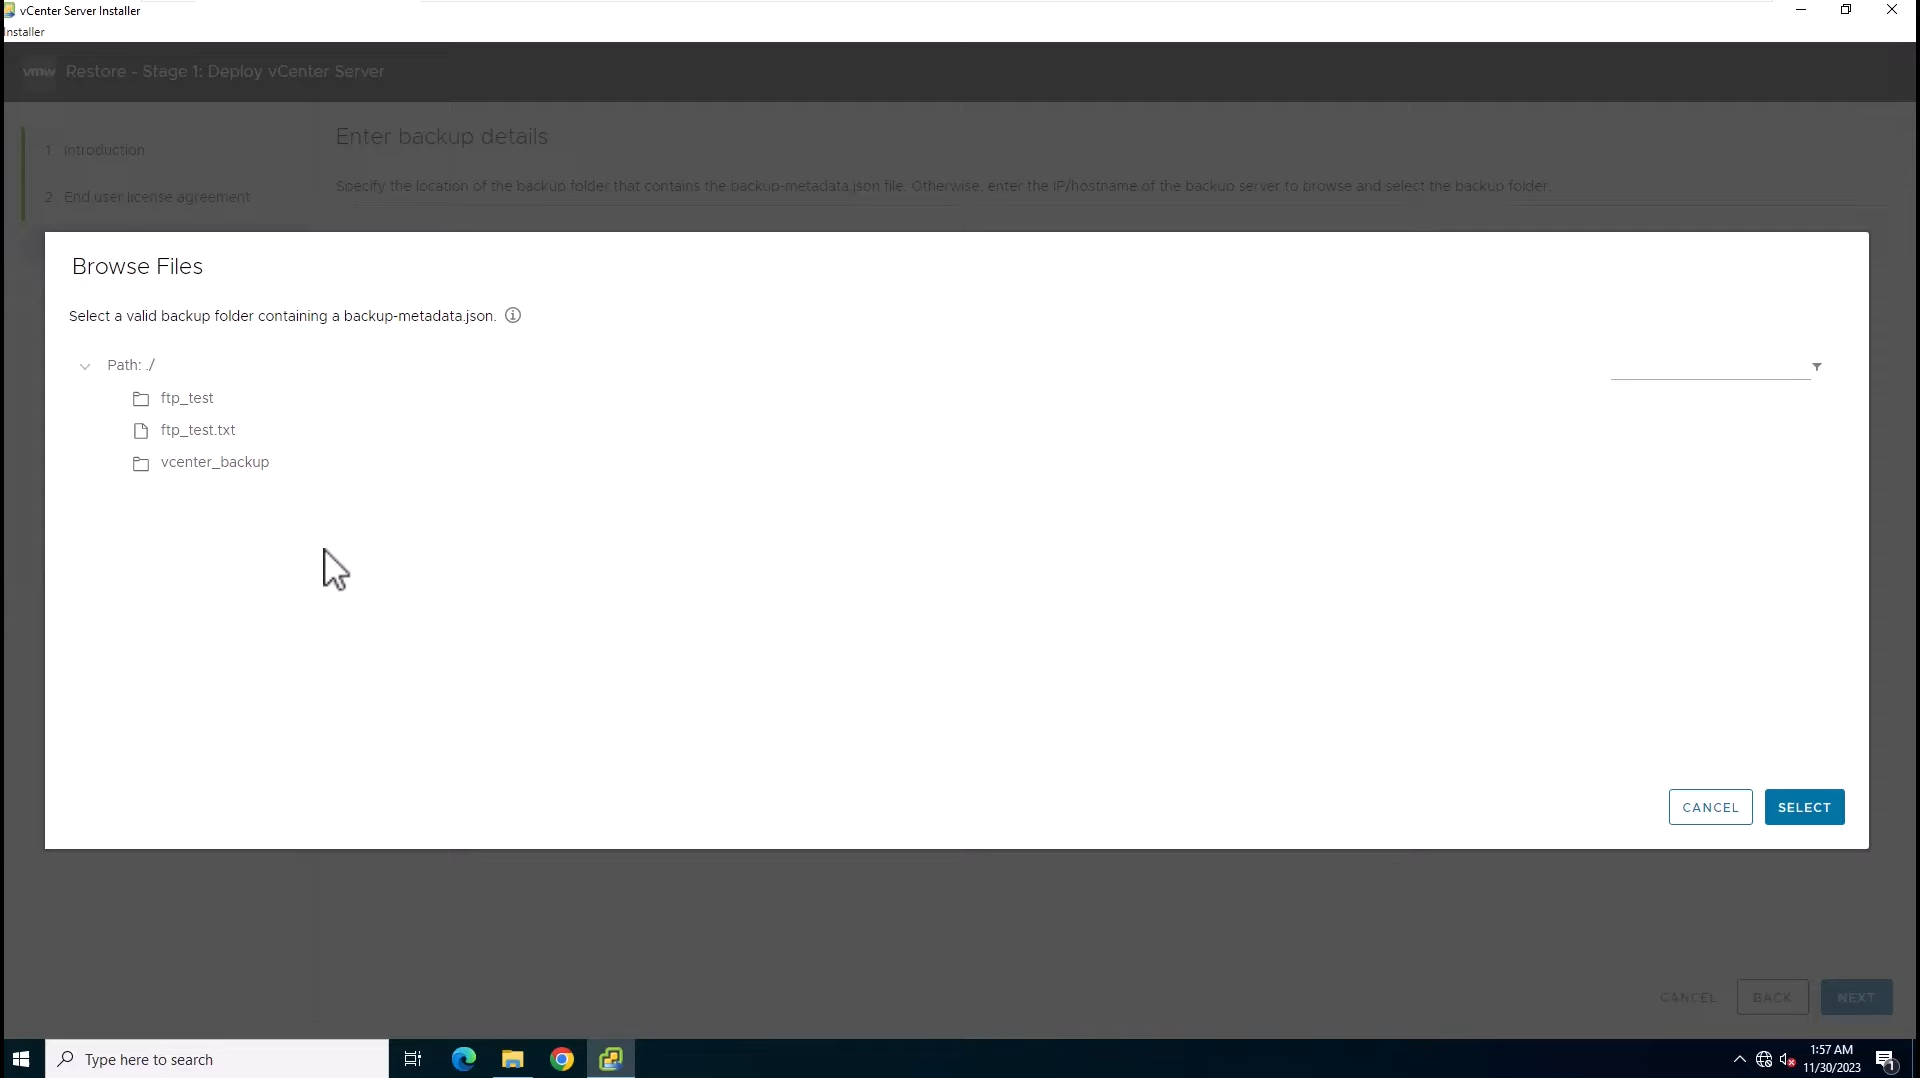 vCenter Server Installer
Installer
vmw Restore - Stage 1: Deploy vCenter Server
1 Introduction
2 End user license agreement
Enter backup details
Specify the location of the backup folder that contains the backup-metadata.json file. Otherwise, enter the IP/hostname of the backup server to browse and select the backup folder.
Browse Files
Select a valid backup folder containing a backup-metadata.json.
Path: ./
ftp_test
ftp_test.txt
vcenter_backup
CANCEL SELECT
CANCEL BACK NEXT
Type here to search
1:57 AM
11/30/2023
1